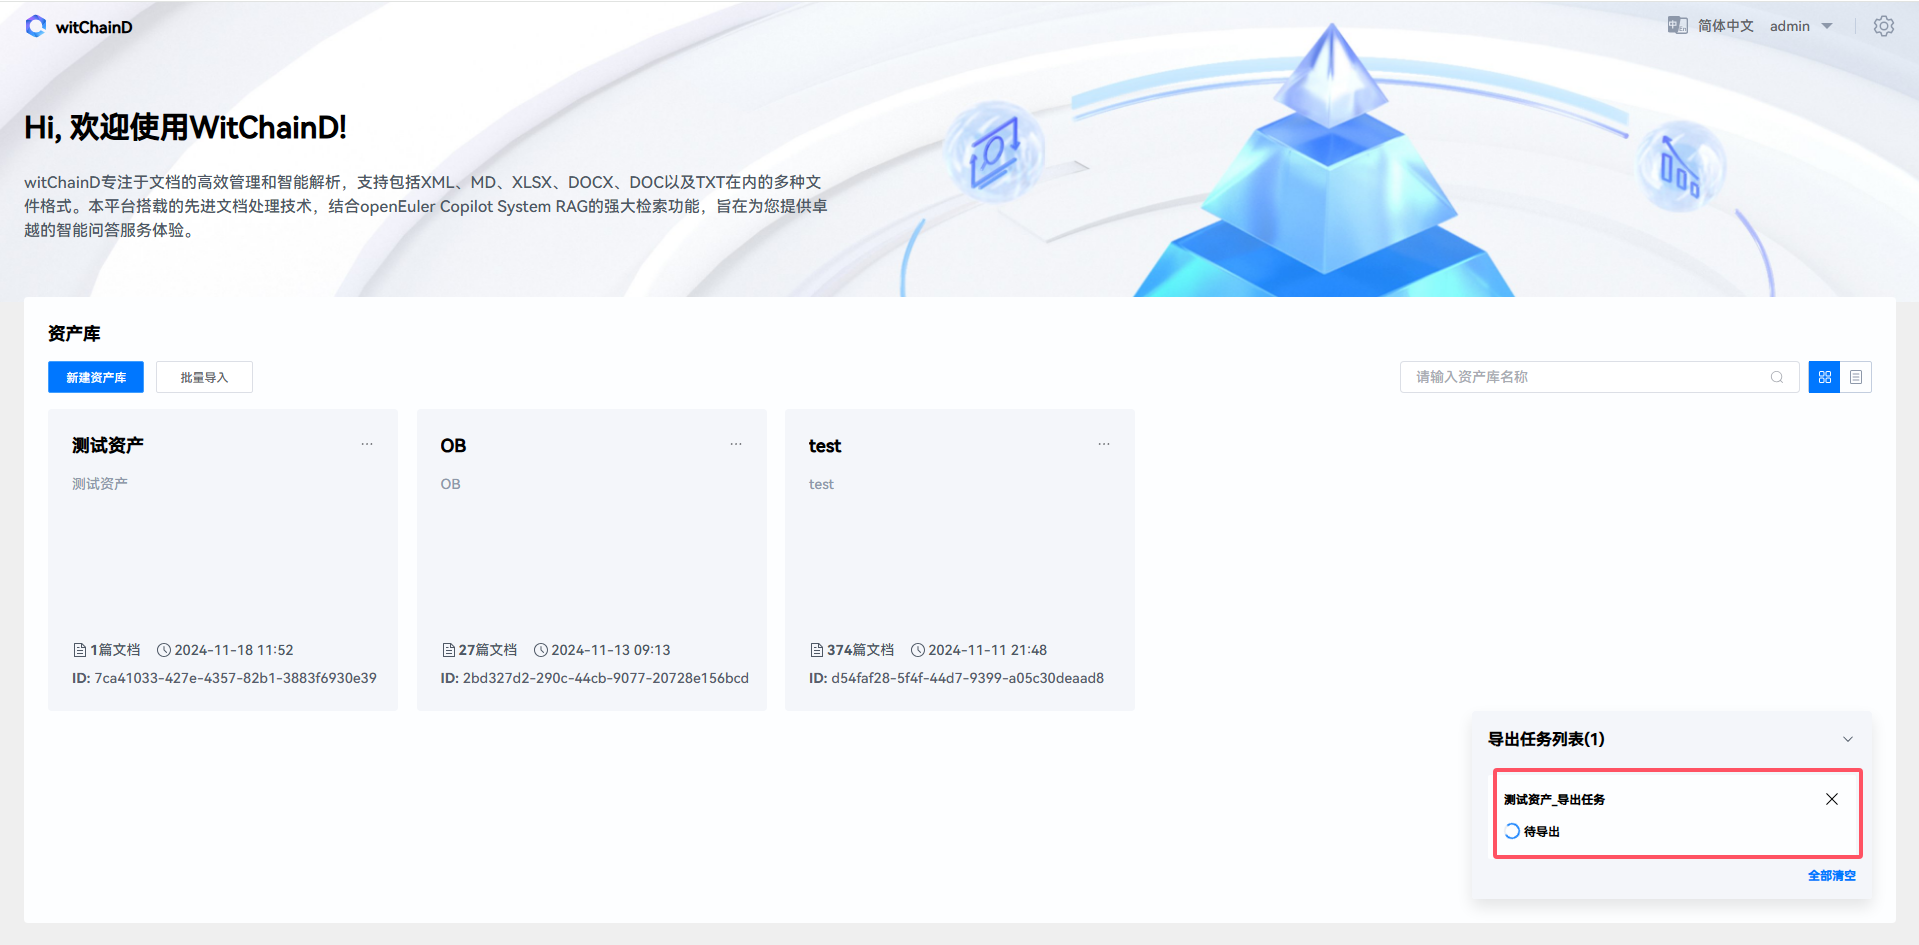 witChainD
简体中文 admin
Hi, 欢迎使用WitChainD!
witChainD专注于文档的高效管理和智能解析，支持包括XML、MD、XLSX、DOCX、DOC以及TXT在内的多种文
件格式。本平台搭载的先进文档处理技术，结合openEuler Copilot System RAG的强大检索功能，旨在为您提供卓
越的智能问答服务体验。
资产库
新建资产库 批量导入 请输入资产库名称
测试资产 ...
测试资产
1篇文档 2024-11-18 11:52
ID: 7ca41033-427e-4357-82b1-3883f6930e39
OB ...
OB
27篇文档 2024-11-13 09:13
ID: 2bd327d2-290c-44cb-9077-20728e156bcd
test ...
test
374篇文档 2024-11-11 21:48
ID: d54faf28-5f4f-44d7-9399-a05c30deaad8
导出任务列表(1)
测试资产_导出任务
待导出
全部清空